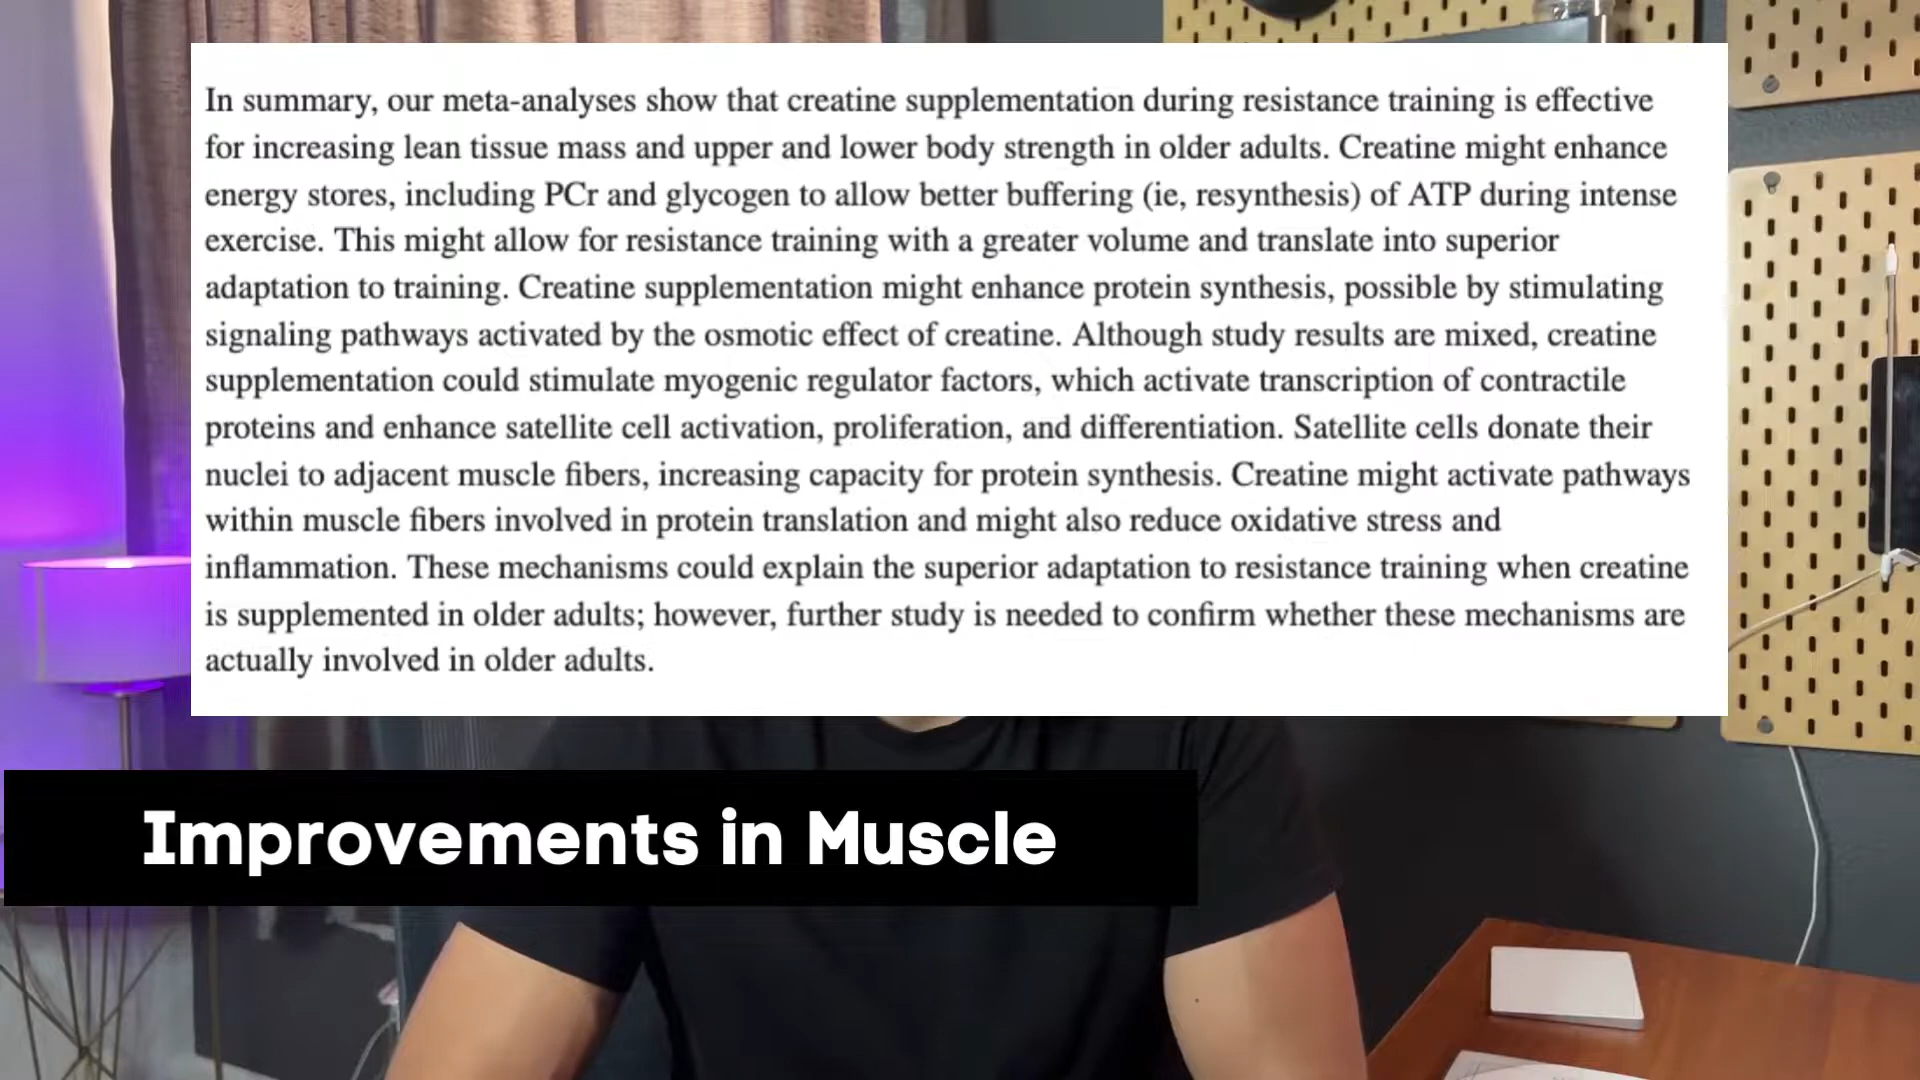 In summary, our meta-analyses show that creatine supplementation during resistance training is effective
for increasing lean tissue mass and upper and lower body strength in older adults. Creatine might enhance
energy stores, including PCr and glycogen to allow better buffering (ie, resynthesis) of ATP during intense
exercise. This might allow for resistance training with a greater volume and translate into superior
adaptation to training. Creatine supplementation might enhance protein synthesis, possible by stimulating
signaling pathways activated by the osmotic effect of creatine. Although study results are mixed, creatine
supplementation could stimulate myogenic regulator factors, which activate transcription of contractile
proteins and enhance satellite cell activation, proliferation, and differentiation. Satellite cells donate their
nuclei to adjacent muscle fibers, increasing capacity for protein synthesis. Creatine might activate pathways
within muscle fibers involved in protein translation and might also reduce oxidative stress and
inflammation. These mechanisms could explain the superior adaptation to resistance training when creatine
is supplemented in older adults; however, further study is needed to confirm whether these mechanisms are
actually involved in older adults.
Improvements in Muscle